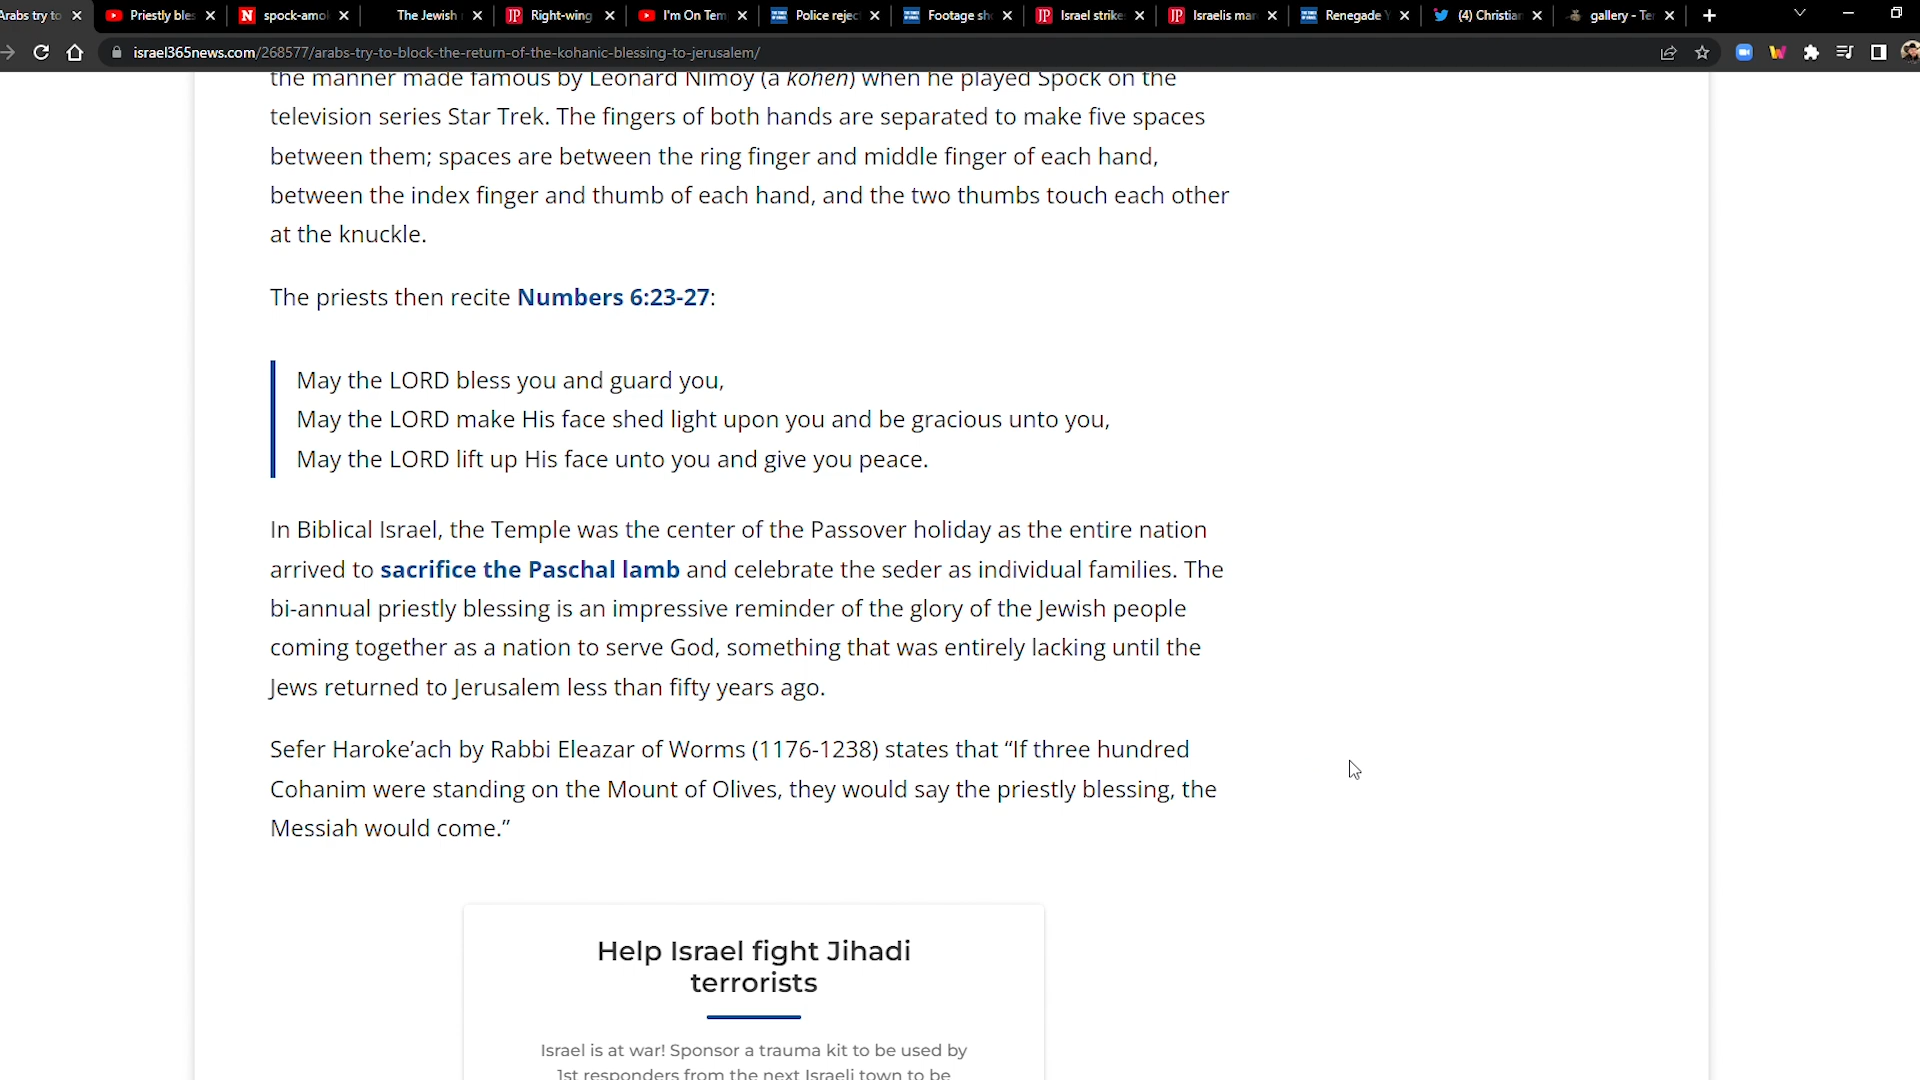 Arabs try to
Priestly bles
spock-amol
The Jewish
Right-wing
I'm On Tem
Police rejec
Footage sh
Israel strike
Israelis mar
Renegade Y
(4) Christian
gallery - Te
israel365news.com/268577/arabs-try-to-block-the-return-of-the-kohanic-blessing-to-jerusalem/
the manner made famous by Leonard Nimoy (a kohen) when he played Spock on the
television series Star Trek. The fingers of both hands are separated to make five spaces
between them; spaces are between the ring finger and middle finger of each hand,
between the index finger and thumb of each hand, and the two thumbs touch each other
at the knuckle.
The priests then recite Numbers 6:23-27:
May the LORD bless you and guard you,
May the LORD make His face shed light upon you and be gracious unto you,
May the LORD lift up His face unto you and give you peace.
In Biblical Israel, the Temple was the center of the Passover holiday as the entire nation
arrived to sacrifice the Paschal lamb and celebrate the seder as individual families. The
bi-annual priestly blessing is an impressive reminder of the glory of the Jewish people
coming together as a nation to serve God, something that was entirely lacking until the
Jews returned to Jerusalem less than fifty years ago.
Sefer Haroke’ach by Rabbi Eleazar of Worms (1176-1238) states that “If three hundred
Cohanim were standing on the Mount of Olives, they would say the priestly blessing, the
Messiah would come.”
Help Israel fight Jihadi
terrorists
Israel is at war! Sponsor a trauma kit to be used by
1st responders from the next Israeli town to be